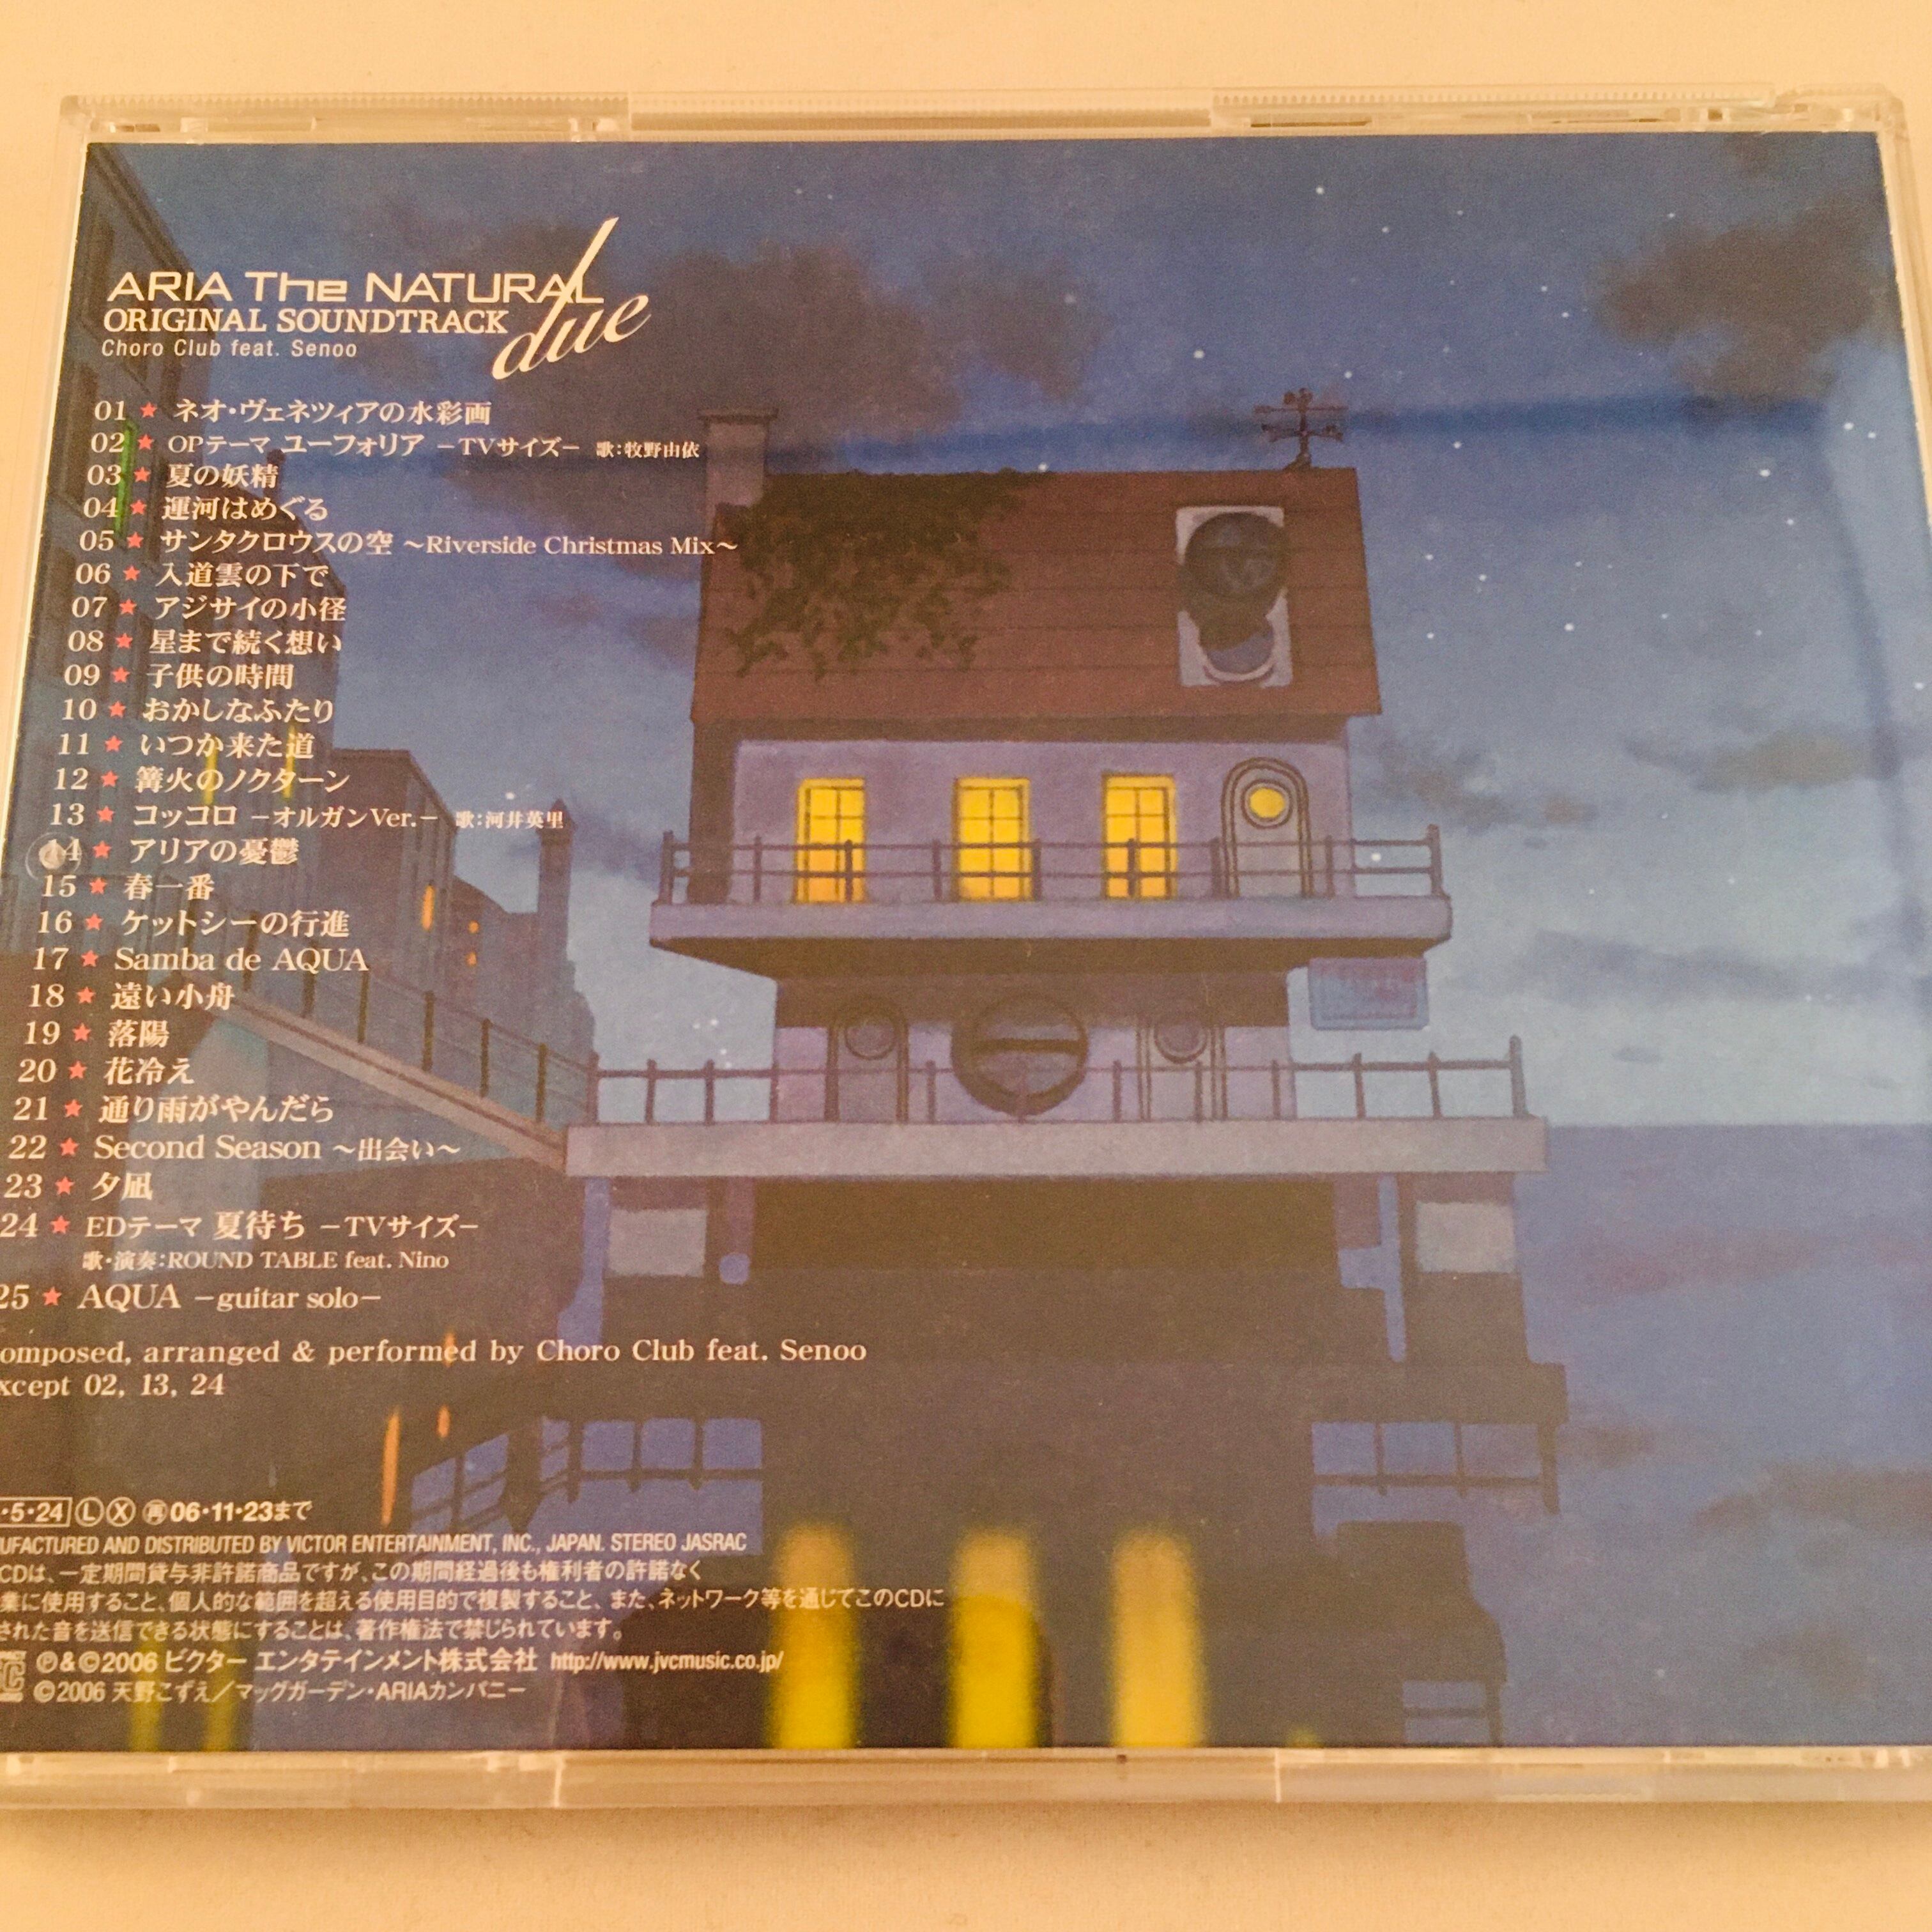 ARIA The NATURAL
ORIGINAL SOUNDTRACK due
Choro Club feat. Senoo
01 ★ ネオ・ヴェネツィアの水彩画
02 ★ OPテーマ ユーフォリア －TVサイズ－ 歌：牧野由依
03 ★ 夏の妖精
04 ★ 運河はめぐる
05 ★ サンタクロウスの空 ～Riverside Christmas Mix～
06 ★ 入道雲の下で
07 ★ アジサイの小径
08 ★ 星まで続く想い
09 ★ 子供の時間
10 ★ おかしなふたり
11 ★ いつか来た道
12 ★ 篝火のノクターン
13 ★ コッコロ －オルガンVer.－ 歌：河井英里
14 ★ アリアの憂鬱
15 ★ 春一番
16 ★ ケットシーの行進
17 ★ Samba de AQUA
18 ★ 遠い小舟
19 ★ 落陽
20 ★ 花冷え
21 ★ 通り雨がやんだら
22 ★ Second Season ～出会い～
23 ★ 夕凪
24 ★ EDテーマ 夏待ち －TVサイズ－
歌・演奏：ROUND TABLE feat. Nino
25 ★ AQUA －guitar solo－
omposed, arranged & performed by Choro Club feat. Senoo
xcept 02, 13, 24
・5・24 Ⓛ Ⓧ 再 06・11・23まで
UFACTURED AND DISTRIBUTED BY VICTOR ENTERTAINMENT, INC., JAPAN. STEREO JASRAC
CDは、一定期間貸与非許諾商品ですが、この期間経過後も権利者の許諾なく
業に使用すること、個人的な範囲を超える使用目的で複製すること、また、ネットワーク等を通じてこのCDに
された音を送信できる状態にすることは、著作権法で禁じられています。
Ⓟ&©2006 ビクター エンタテインメント株式会社 http://www.jvcmusic.co.jp/
©2006 天野こずえ／マッグガーデン・ARIAカンパニー